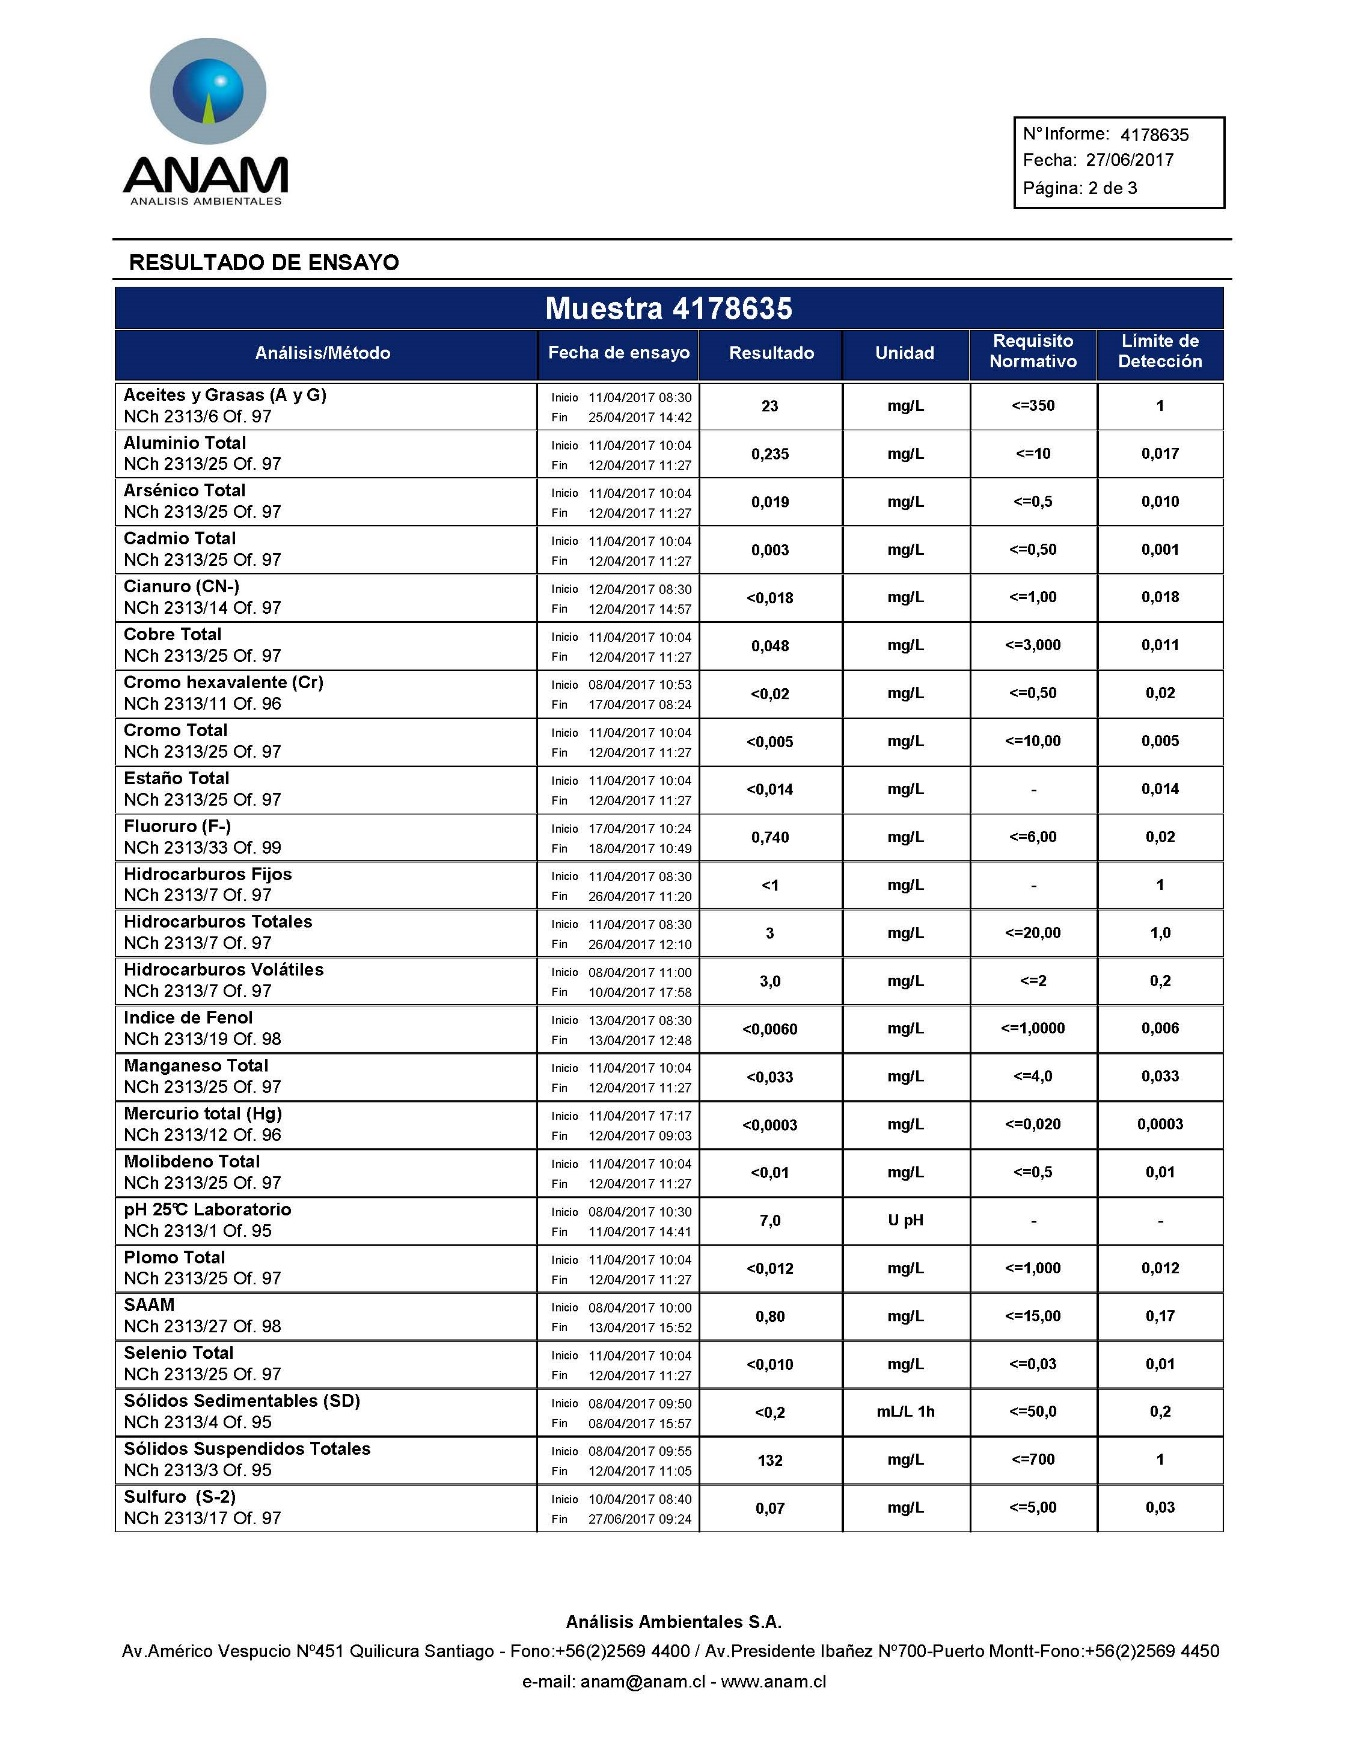 ANAM
ANALISIS AMBIENTALES
N°Informe: 4178635
Fecha: 27/06/2017
Página: 2 de 3
RESULTADO DE ENSAYO
Muestra 4178635
Análisis/Método Fecha de ensayo Resultado Unidad Requisito Normativo Límite de Detección
Aceites y Grasas (A y G) Inicio 11/04/2017 08:30
NCh 2313/6 Of. 97 Fin 25/04/2017 14:42 23 mg/L <=350 1
Aluminio Total Inicio 11/04/2017 10:04
NCh 2313/25 Of. 97 Fin 12/04/2017 11:27 0,235 mg/L <=10 0,017
Arsénico Total Inicio 11/04/2017 10:04
NCh 2313/25 Of. 97 Fin 12/04/2017 11:27 0,019 mg/L <=0,5 0,010
Cadmio Total Inicio 11/04/2017 10:04
NCh 2313/25 Of. 97 Fin 12/04/2017 11:27 0,003 mg/L <=0,50 0,001
Cianuro (CN-) Inicio 12/04/2017 08:30
NCh 2313/14 Of. 97 Fin 12/04/2017 14:57 <0,018 mg/L <=1,00 0,018
Cobre Total Inicio 11/04/2017 10:04
NCh 2313/25 Of. 97 Fin 12/04/2017 11:27 0,048 mg/L <=3,000 0,011
Cromo hexavalente (Cr) Inicio 08/04/2017 10:53
NCh 2313/11 Of. 96 Fin 17/04/2017 08:24 <0,02 mg/L <=0,50 0,02
Cromo Total Inicio 11/04/2017 10:04
NCh 2313/25 Of. 97 Fin 12/04/2017 11:27 <0,005 mg/L <=10,00 0,005
Estaño Total Inicio 11/04/2017 10:04
NCh 2313/25 Of. 97 Fin 12/04/2017 11:27 <0,014 mg/L - 0,014
Fluoruro (F-) Inicio 17/04/2017 10:24
NCh 2313/33 Of. 99 Fin 18/04/2017 10:49 0,740 mg/L <=6,00 0,02
Hidrocarburos Fijos Inicio 11/04/2017 08:30
NCh 2313/7 Of. 97 Fin 26/04/2017 11:20 <1 mg/L - 1
Hidrocarburos Totales Inicio 11/04/2017 08:30
NCh 2313/7 Of. 97 Fin 26/04/2017 12:10 3 mg/L <=20,00 1,0
Hidrocarburos Volátiles Inicio 08/04/2017 11:00
NCh 2313/7 Of. 97 Fin 10/04/2017 17:58 3,0 mg/L <=2 0,2
Indice de Fenol Inicio 13/04/2017 08:30
NCh 2313/19 Of. 98 Fin 13/04/2017 12:48 <0,0060 mg/L <=1,0000 0,006
Manganeso Total Inicio 11/04/2017 10:04
NCh 2313/25 Of. 97 Fin 12/04/2017 11:27 <0,033 mg/L <=4,0 0,033
Mercurio total (Hg) Inicio 11/04/2017 17:17
NCh 2313/12 Of. 96 Fin 12/04/2017 09:03 <0,0003 mg/L <=0,020 0,0003
Molibdeno Total Inicio 11/04/2017 10:04
NCh 2313/25 Of. 97 Fin 12/04/2017 11:27 <0,01 mg/L <=0,5 0,01
pH 25°C Laboratorio Inicio 08/04/2017 10:30
NCh 2313/1 Of. 95 Fin 11/04/2017 14:41 7,0 U pH - -
Plomo Total Inicio 11/04/2017 10:04
NCh 2313/25 Of. 97 Fin 12/04/2017 11:27 <0,012 mg/L <=1,000 0,012
SAAM Inicio 08/04/2017 10:00
NCh 2313/27 Of. 98 Fin 13/04/2017 15:52 0,80 mg/L <=15,00 0,17
Selenio Total Inicio 11/04/2017 10:04
NCh 2313/25 Of. 97 Fin 12/04/2017 11:27 <0,010 mg/L <=0,03 0,01
Sólidos Sedimentables (SD) Inicio 08/04/2017 09:50
NCh 2313/4 Of. 95 Fin 08/04/2017 15:57 <0,2 mL/L 1h <=50,0 0,2
Sólidos Suspendidos Totales Inicio 08/04/2017 09:55
NCh 2313/3 Of. 95 Fin 12/04/2017 11:05 132 mg/L <=700 1
Sulfuro (S-2) Inicio 10/04/2017 08:40
NCh 2313/17 Of. 97 Fin 27/06/2017 09:24 0,07 mg/L <=5,00 0,03
Análisis Ambientales S.A.
Av.Américo Vespucio Nº451 Quilicura Santiago - Fono:+56(2)2569 4400 / Av.Presidente Ibañez Nº700-Puerto Montt-Fono:+56(2)2569 4450
e-mail: anam@anam.cl - www.anam.cl